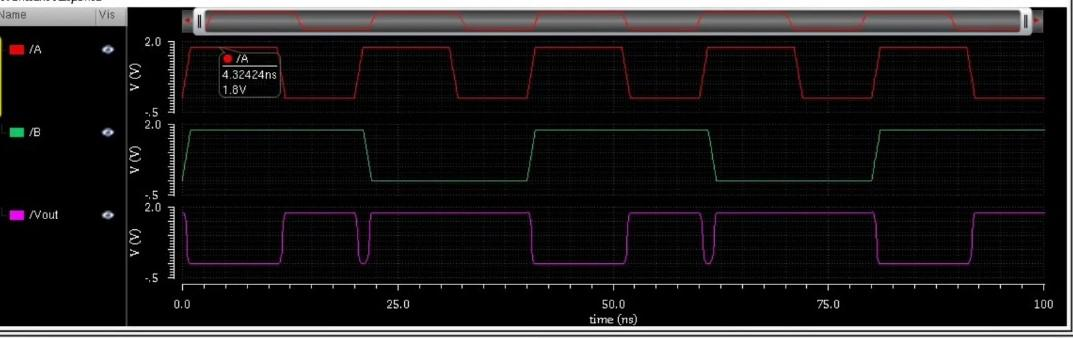 Name Vis
/A
/B
/Vout
V (V)
2.0
-.5
/A
4.32424ns
1.8V
V (V)
2.0
-.5
V (V)
2.0
-.5
0.0 25.0 50.0 75.0 100
time (ns)